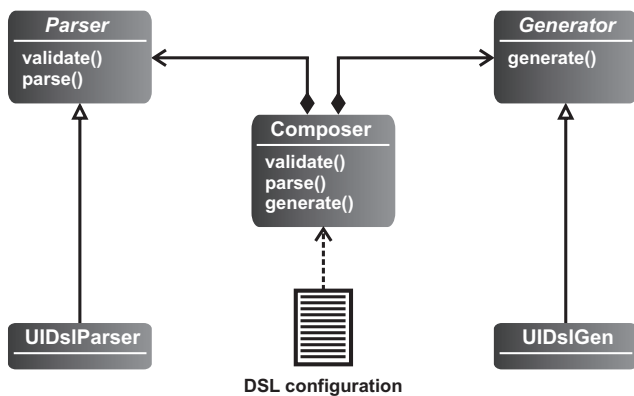 Parser
validate()
parse()
Generator
generate()
Composer
validate()
parse()
generate()
UIDslParser
UIDslGen
DSL configuration